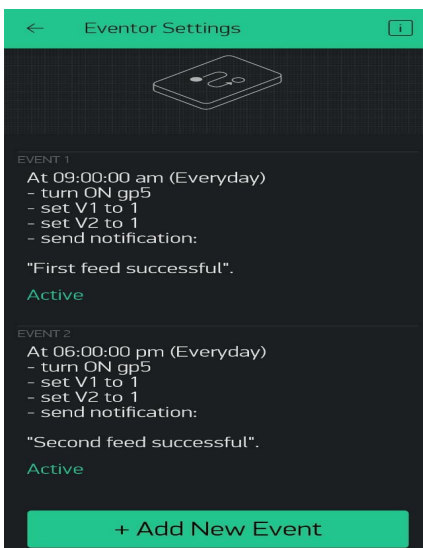 ← Eventor Settings i
EVENT 1
At 09:00:00 am (Everyday)
- turn ON gp5
- set V1 to 1
- set V2 to 1
- send notification:
"First feed successful".
Active
EVENT 2
At 06:00:00 pm (Everyday)
- turn ON gp5
- set V1 to 1
- set V2 to 1
- send notification:
"Second feed successful".
Active
+ Add New Event